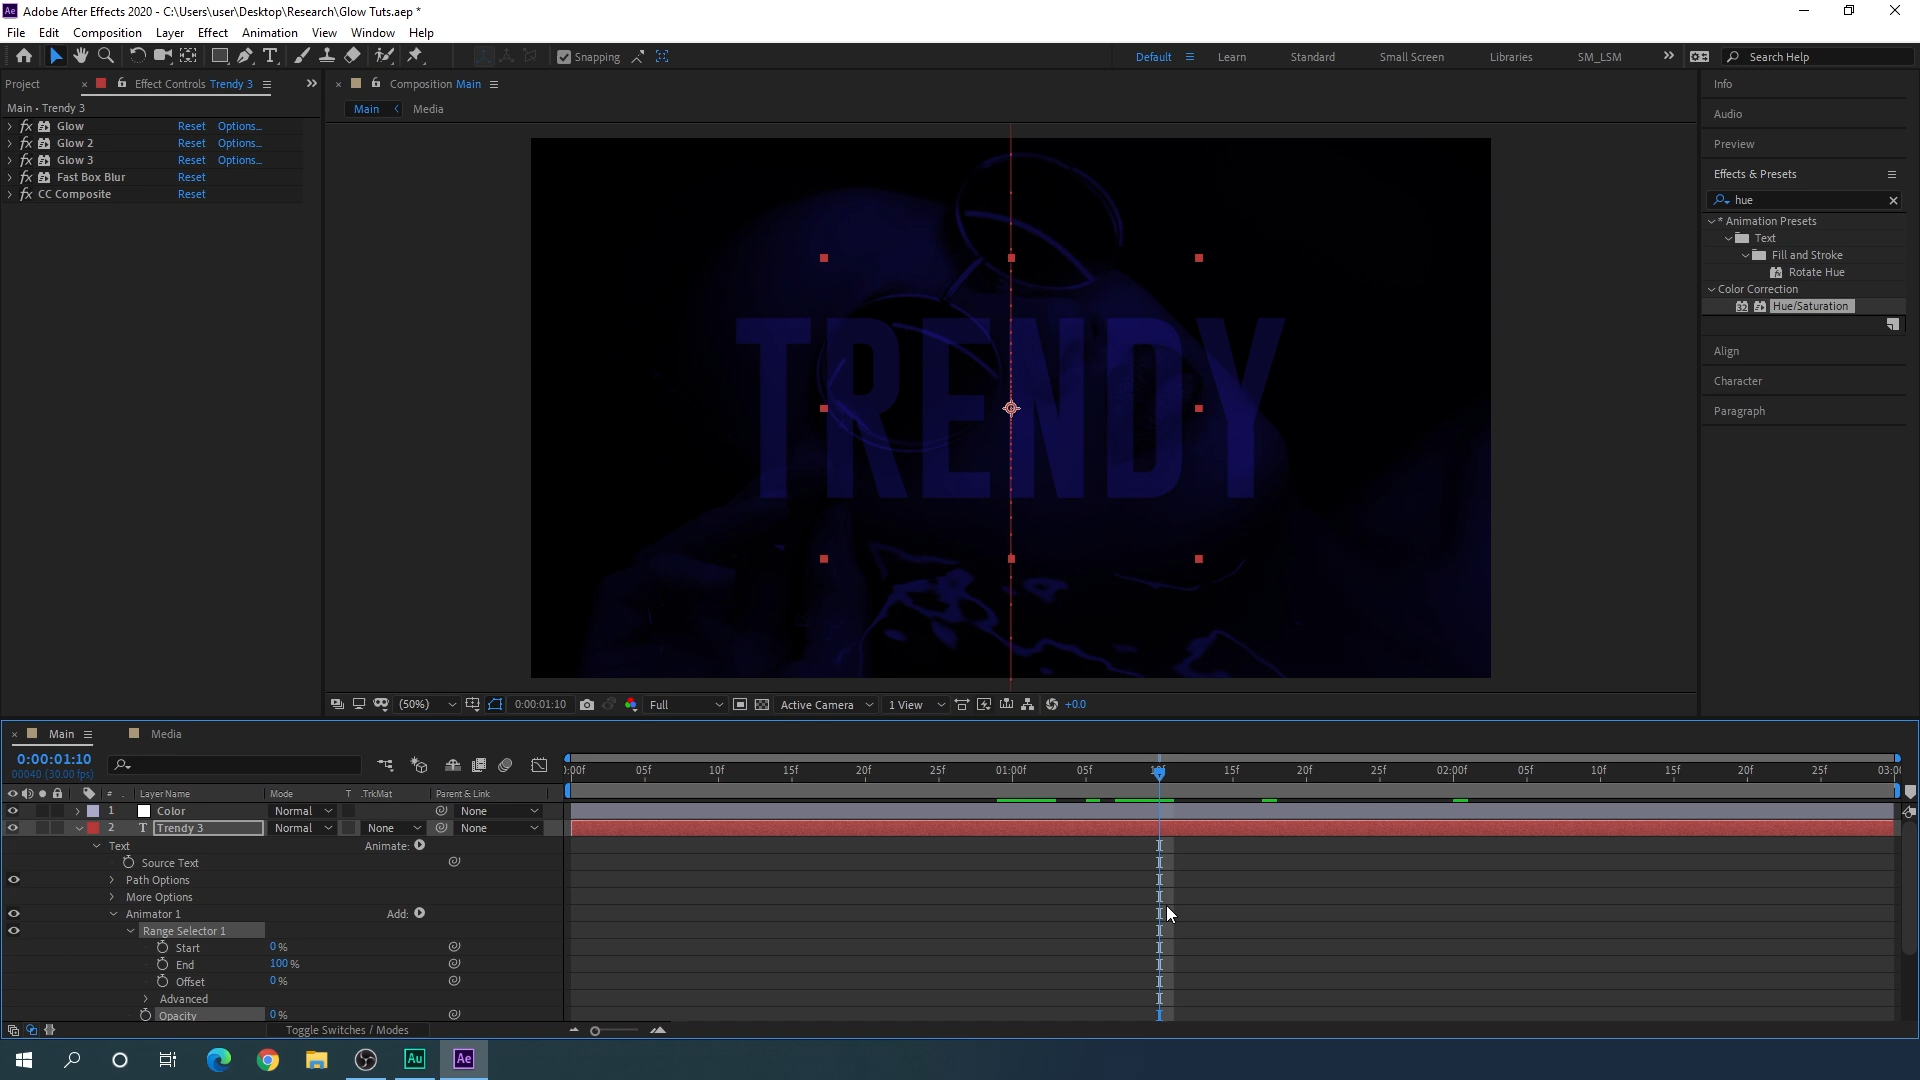 Adobe After Effects 2020 - C:\Users\user\Desktop\Research\Glow Tuts.aep *
File Edit Composition Layer Effect Animation View Window Help
Snapping Default Learn Standard Small Screen Libraries SM_LSM Search Help
Project Effect Controls Trendy 3
Main • Trendy 3
fx Glow Reset Options...
fx Glow 2 Reset Options...
fx Glow 3 Reset Options...
fx Fast Box Blur Reset
fx CC Composite Reset
Composition Main
Main Media
TRENDY
(50%) 0:00:01:10 Full Active Camera 1 View +0.0
Info
Audio
Preview
Effects & Presets
hue
* Animation Presets
Text
Fill and Stroke
Rotate Hue
Color Correction
32 Hue/Saturation
Align
Character
Paragraph
Main Media
0:00:01:10
00040 (30.00 fps)
05f 10f 15f 20f 25f 01:00f 05f 15f 20f 25f 02:00f 05f 10f 15f 20f 25f
# Layer Name Mode T .TrkMat Parent & Link
1 Color Normal None
2 T Trendy 3 Normal None None
Text Animate:
Source Text
Path Options
More Options
Animator 1 Add:
Range Selector 1
Start 0 %
End 100 %
Offset 0 %
Advanced
Opacity 0 %
Toggle Switches / Modes
Au Ae